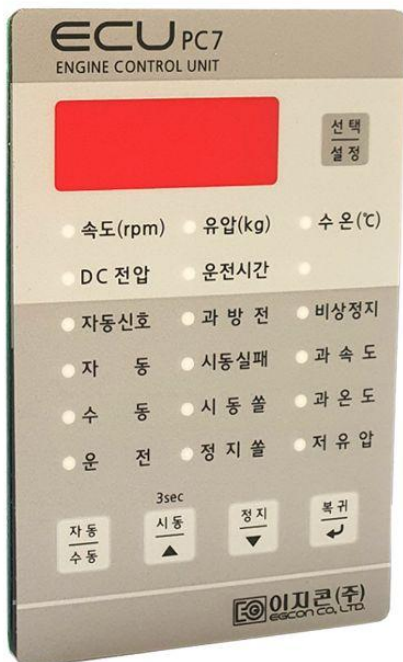 ECU PC7
ENGINE CONTROL UNIT
선택
설정
속도(rpm) 유압(kg) 수온(℃)
DC전압 운전시간
자동신호 과방전 비상정지
자동 시동실패 과속도
수동 시동쏠 과온도
운전 정지쏠 저유압
3sec
자동
수동
시동
▲
정지
▼
복귀
↵
EG 이지콘(주)
EGCON CO., LTD.